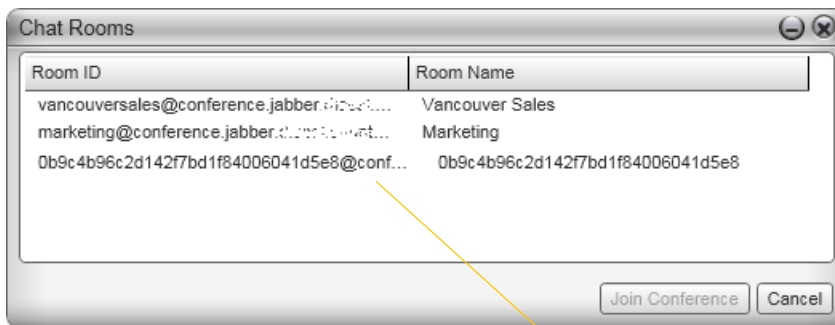 Chat Rooms
Room ID Room Name
vancouversales@conference.jabber. Vancouver Sales
marketing@conference.jabber. Marketing
0b9c4b96c2d142f7bd1f84006041d5e8@conf... 0b9c4b96c2d142f7bd1f84006041d5e8
Join Conference Cancel